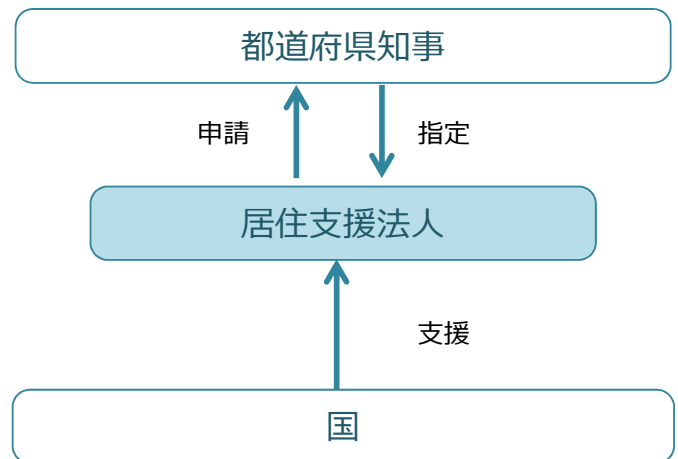 都道府県知事
申請
指定
居住支援法人
支援
国